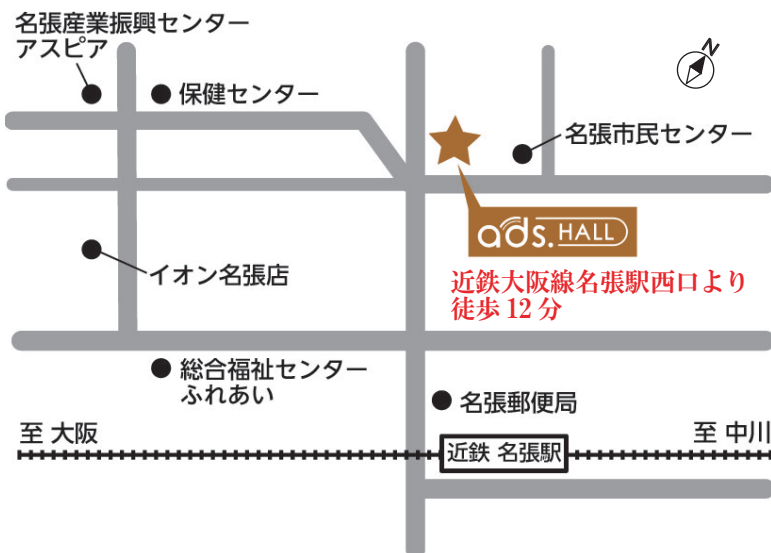 名張産業振興センター
アスピア
N
保健センター
名張市民センター
ads.HALL
イオン名張店
近鉄大阪線名張駅西口より
徒歩12分
総合福祉センター
ふれあい
名張郵便局
至 大阪
至 中川
近鉄 名張駅